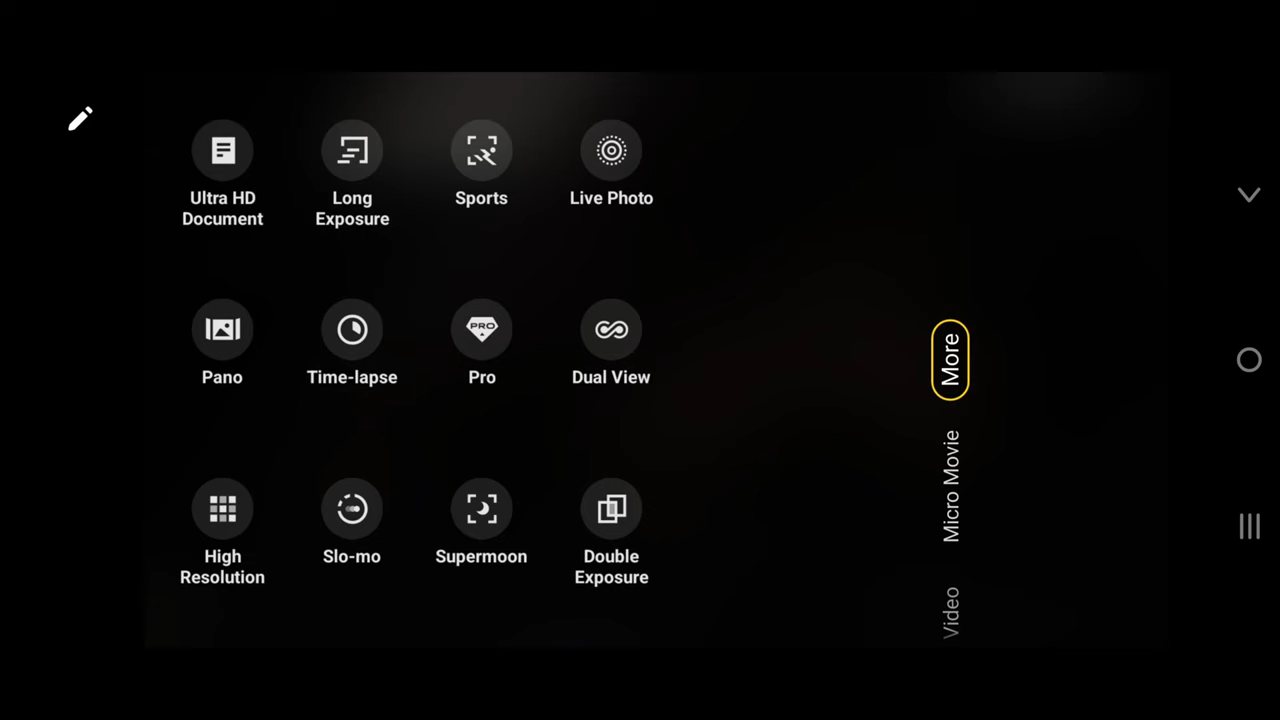 Ultra HD
Document
Long
Exposure
Sports
Live Photo
Pano
Time-lapse
PRO
Pro
Dual View
High
Resolution
Slo-mo
Supermoon
Double
Exposure
More
Micro Movie
Video